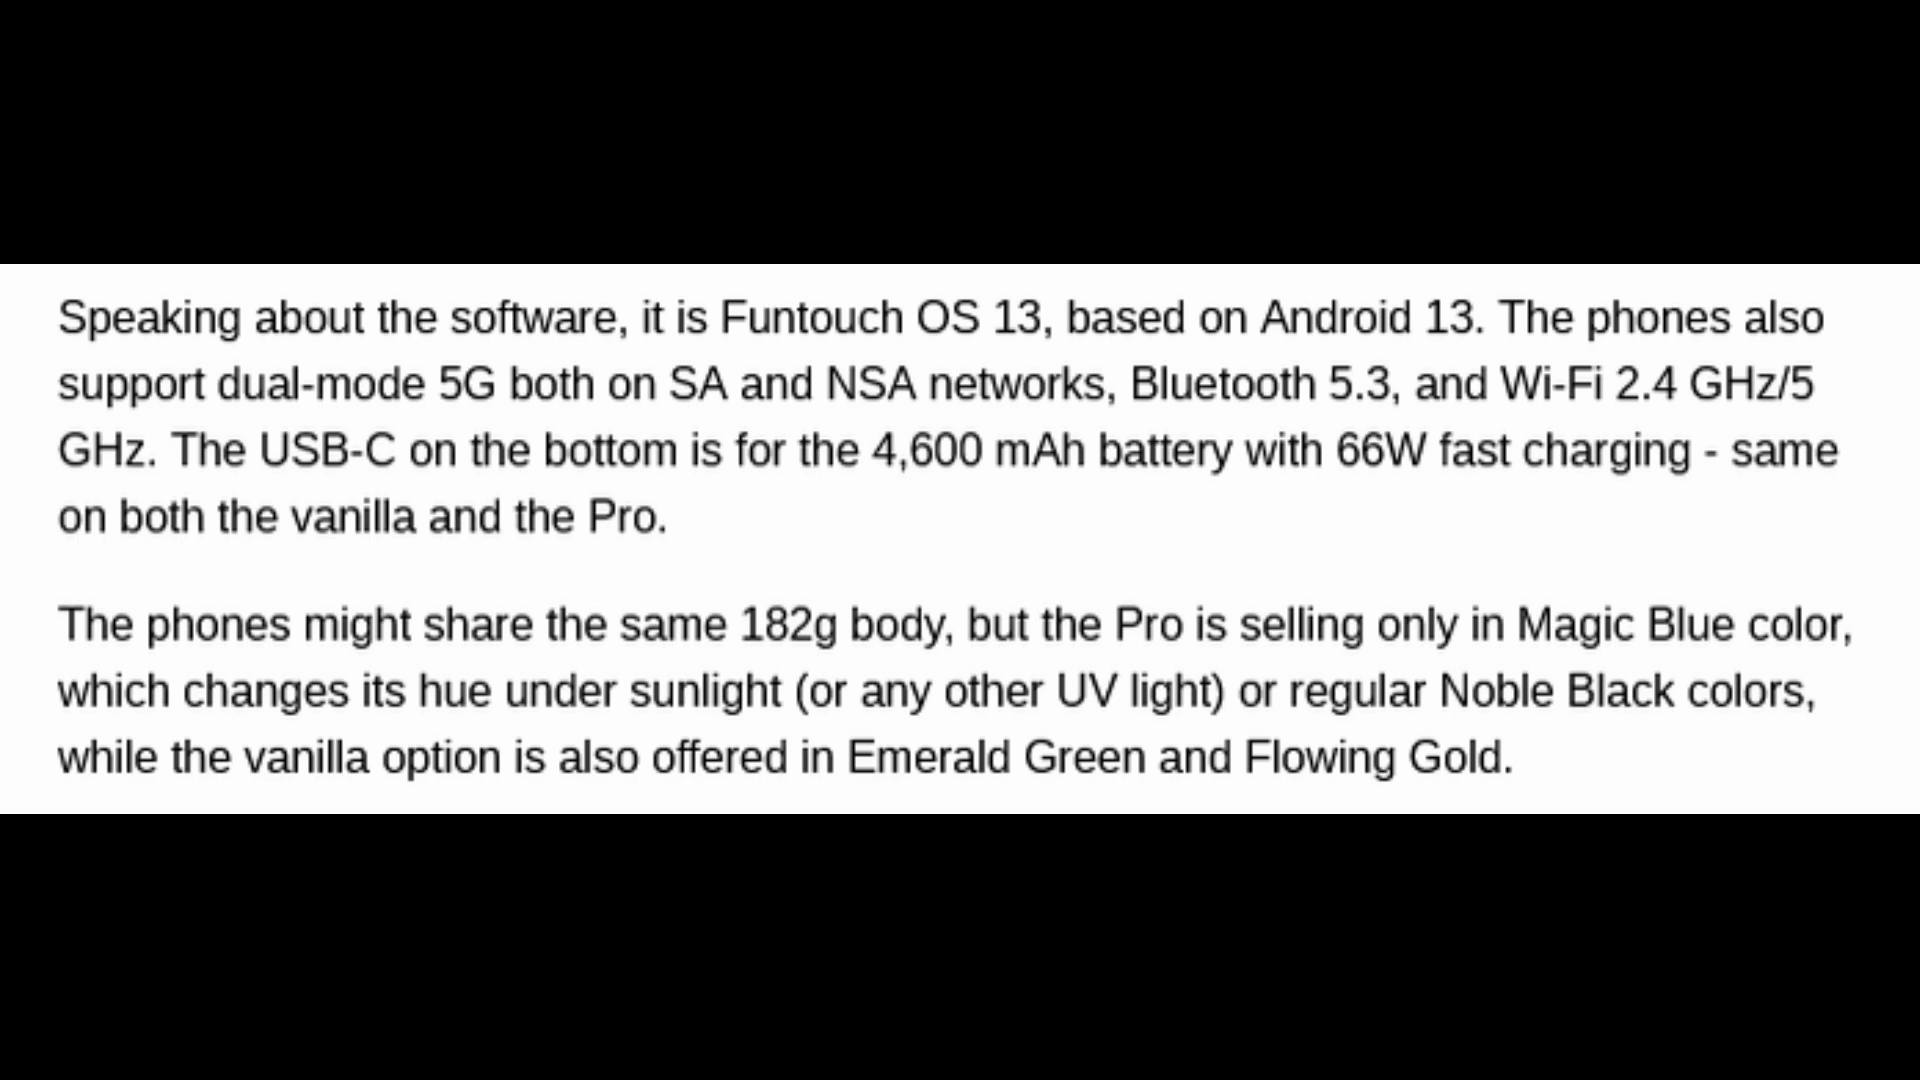 Speaking about the software, it is Funtouch OS 13, based on Android 13. The phones also
support dual-mode 5G both on SA and NSA networks, Bluetooth 5.3, and Wi-Fi 2.4 GHz/5
GHz. The USB-C on the bottom is for the 4,600 mAh battery with 66W fast charging - same
on both the vanilla and the Pro.
The phones might share the same 182g body, but the Pro is selling only in Magic Blue color,
which changes its hue under sunlight (or any other UV light) or regular Noble Black colors,
while the vanilla option is also offered in Emerald Green and Flowing Gold.